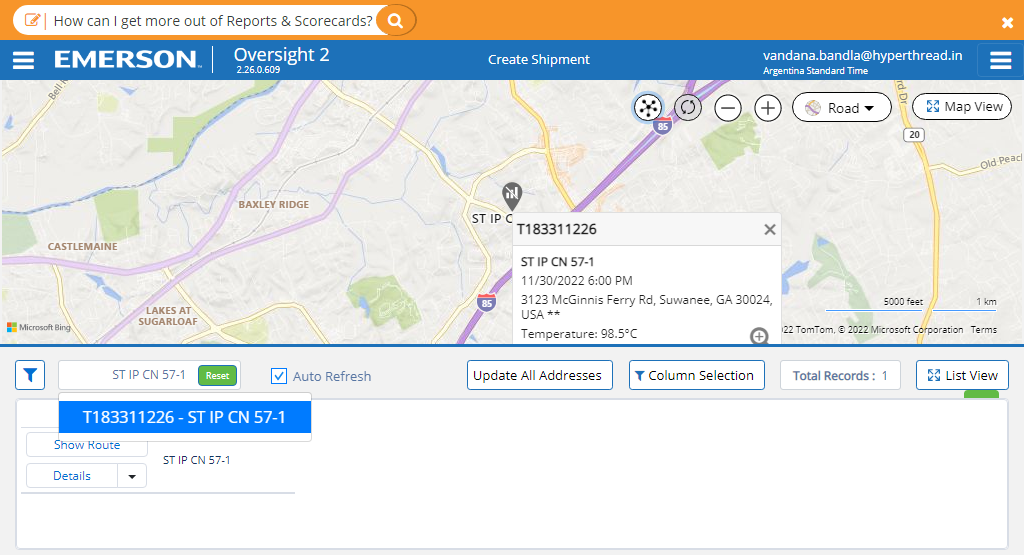 How can I get more out of Reports & Scorecards?
EMERSON
Oversight 2
2.26.0.609
Create Shipment
vandana.bandla@hyperthread.in
Argentina Standard Time
Road
Map View
85
20
Old Peac
BAXLEY RIDGE
CASTLEMAINE
LAKES AT
SUGARLOAF
85
ST IP C
T183311226
ST IP CN 57-1
11/30/2022 6:00 PM
3123 McGinnis Ferry Rd, Suwanee, GA 30024,
USA **
Temperature: 98.5°C
5000 feet
1 km
Microsoft Bing
22 TomTom, © 2022 Microsoft Corporation Terms
ST IP CN 57-1
Reset
Auto Refresh
Update All Addresses
Column Selection
Total Records : 1
List View
T183311226 - ST IP CN 57-1
Show Route
ST IP CN 57-1
Details